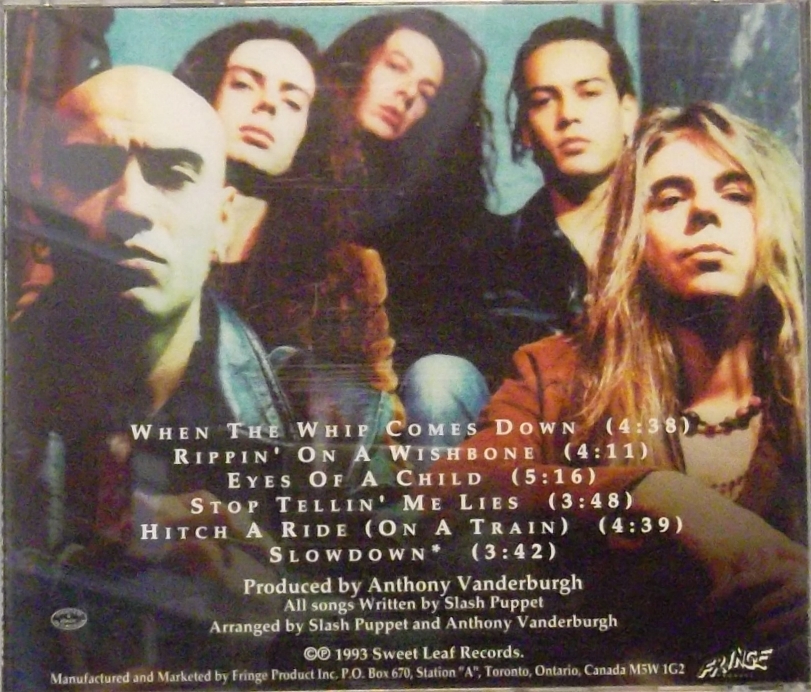 WHEN THE WHIP COMES DOWN (4:38)
RIPPIN' ON A WISHBONE (4:11)
EYES OF A CHILD (5:16)
STOP TELLIN' ME LIES (3:48)
HITCH A RIDE (ON A TRAIN) (4:39)
SLOWDOWN* (3:42)
Produced by Anthony Vanderburgh
All songs Written by Slash Puppet
Arranged by Slash Puppet and Anthony Vanderburgh
©℗ 1993 Sweet Leaf Records.
Manufactured and Marketed by Fringe Product Inc. P.O. Box 670, Station "A", Toronto, Ontario, Canada M5W 1G2
FRINGE